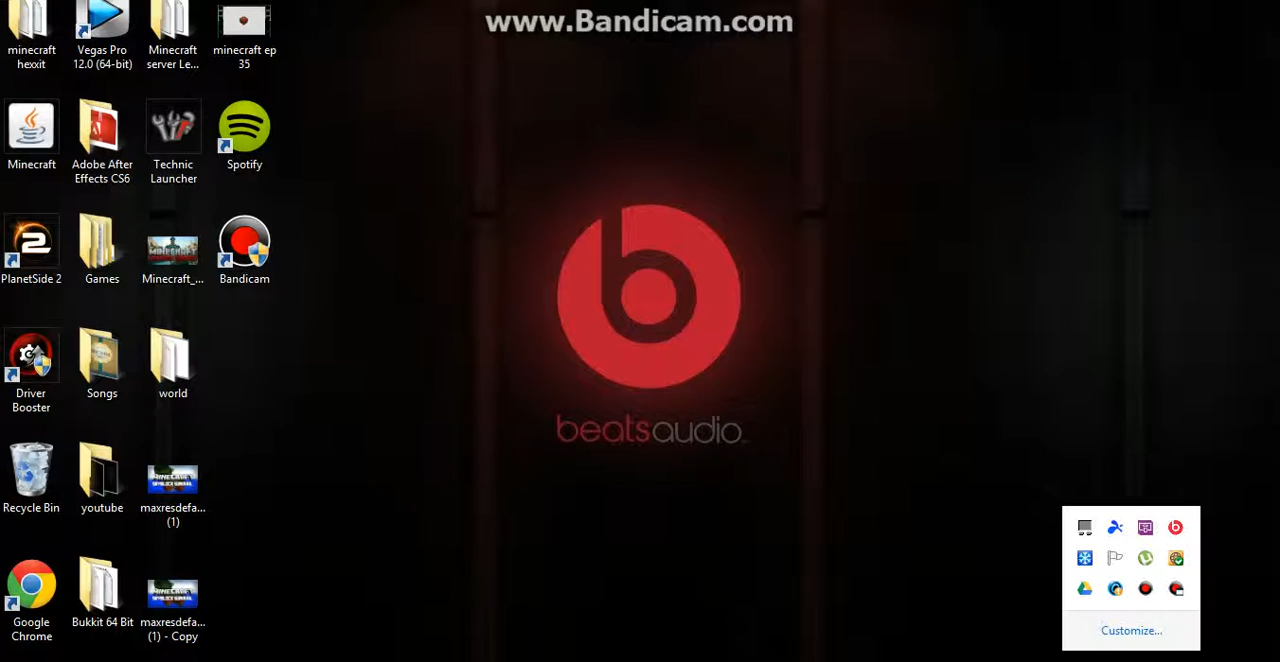 www.Bandicam.com
minecraft
hexxit
Vegas Pro
12.0 (64-bit)
Minecraft
server Le...
minecraft ep
35
Minecraft
Adobe After
Effects CS6
Technic
Launcher
Spotify
PlanetSide 2
Games
Minecraft_...
Bandicam
Driver
Booster
Songs
world
Recycle Bin
youtube
maxresdefa...
(1)
Google
Chrome
Bukkit 64 Bit
maxresdefa...
(1) - Copy
beatsaudio
Customize...